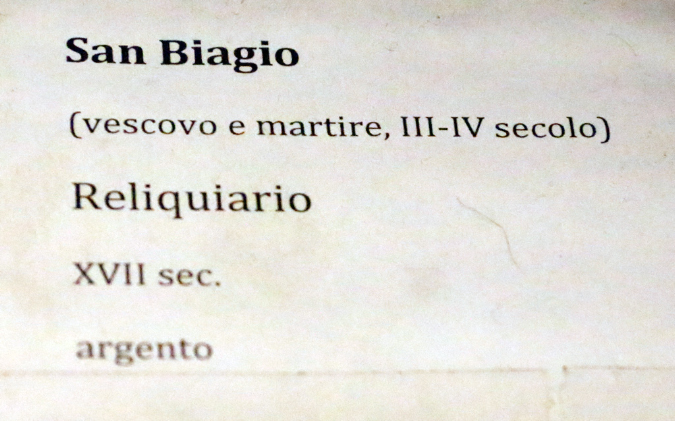 San Biagio
(vescovo e martire, III-IV secolo)
Reliquiario
XVII sec.
argento